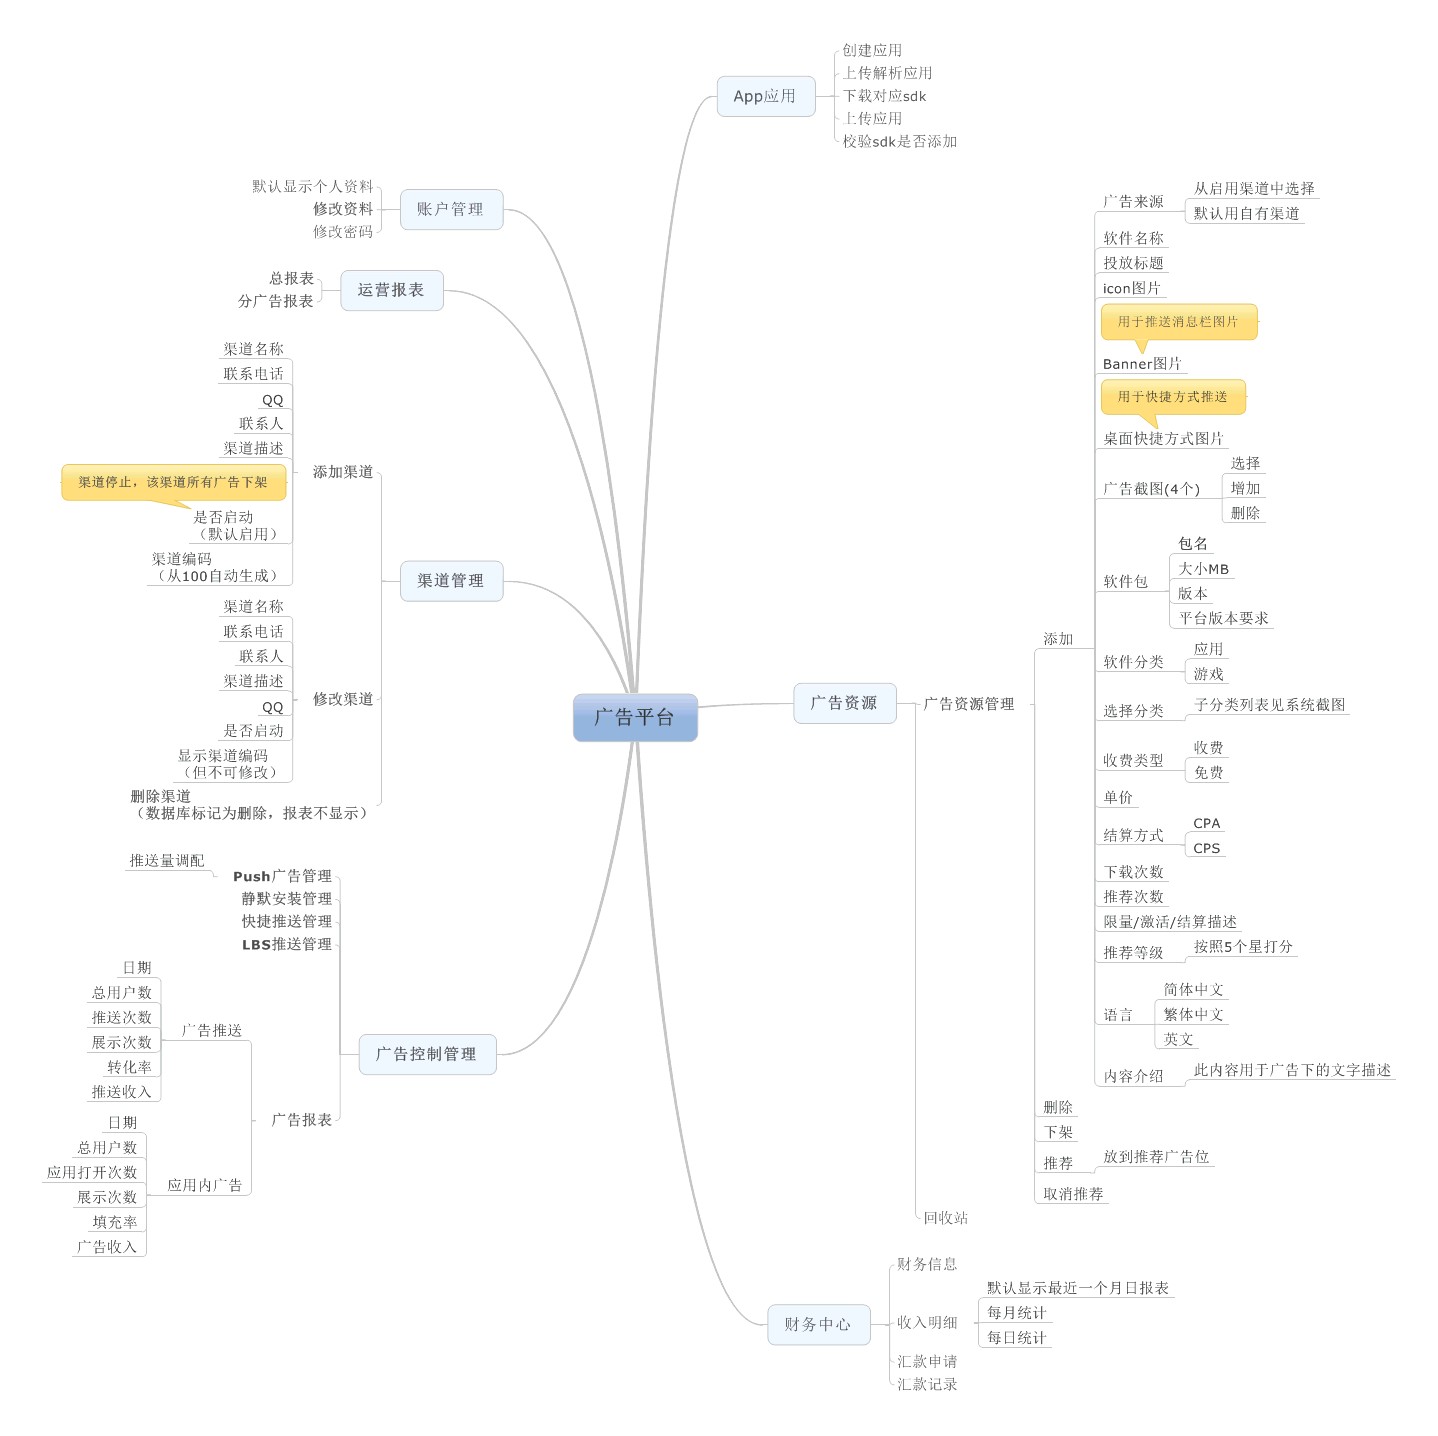 广告平台
App应用
创建应用
上传解析应用
下载对应sdk
上传应用
校验sdk是否添加
广告资源
广告资源管理
添加
广告来源
从启用渠道中选择
默认用自有渠道
软件名称
投放标题
icon图片
用于推送消息栏图片
Banner图片
用于快捷方式推送
桌面快捷方式图片
广告截图(4个)
选择
增加
删除
软件包
包名
大小MB
版本
平台版本要求
软件分类
应用
游戏
选择分类
子分类列表见系统截图
收费类型
收费
免费
单价
结算方式
CPA
CPS
下载次数
推荐次数
限量/激活/结算描述
推荐等级
按照5个星打分
语言
简体中文
繁体中文
英文
内容介绍
此内容用于广告下的文字描述
删除
下架
推荐
放到推荐广告位
取消推荐
回收站
财务中心
财务信息
收入明细
默认显示最近一个月日报表
每月统计
每日统计
汇款申请
汇款记录
账户管理
默认显示个人资料
修改资料
修改密码
运营报表
总报表
分广告报表
渠道管理
添加渠道
渠道名称
联系电话
QQ
联系人
渠道描述
渠道停止，该渠道所有广告下架
是否启动
（默认启用）
渠道编码
（从100自动生成）
修改渠道
渠道名称
联系电话
联系人
渠道描述
QQ
是否启动
显示渠道编码
（但不可修改）
删除渠道
（数据库标记为删除，报表不显示）
广告控制管理
Push广告管理
推送量调配
静默安装管理
快捷推送管理
LBS推送管理
广告报表
广告推送
日期
总用户数
推送次数
展示次数
转化率
推送收入
应用内广告
日期
总用户数
应用打开次数
展示次数
填充率
广告收入